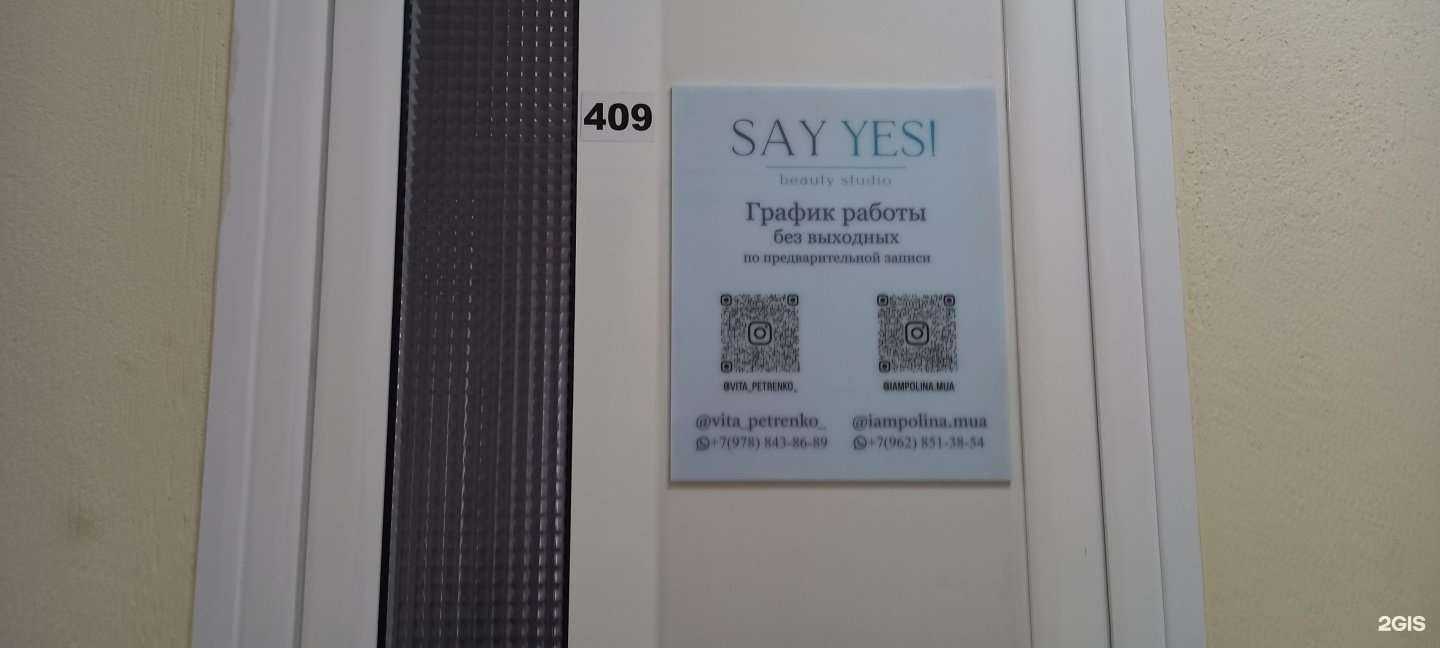 409
SAY YES!
beauty studio
График работы
без выходных
по предварительной записи
@VITA_PETRENKO_
@IAMPOLINA.MUA
@vita_petrenko_
@iampolina.mua
+7(978) 843-86-89
+7(962) 851-38-54
2GIS